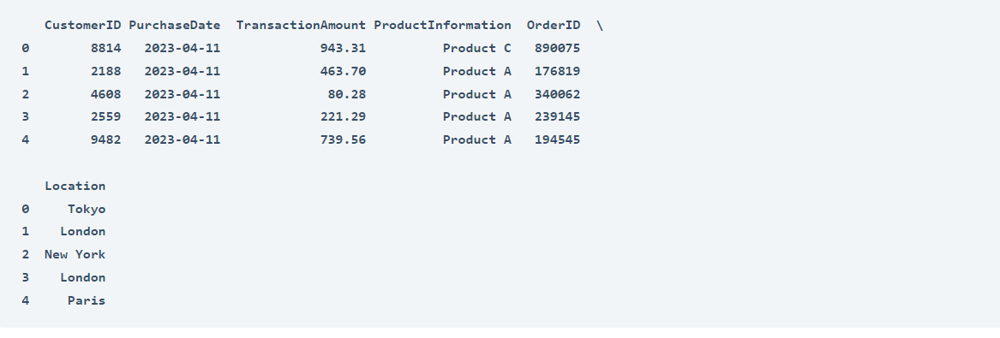 CustomerID PurchaseDate  TransactionAmount ProductInformation  OrderID  \
0        8814   2023-04-11             943.31          Product C   890075
1        2188   2023-04-11             463.70          Product A   176819
2        4608   2023-04-11              80.28          Product A   340062
3        2559   2023-04-11             221.29          Product A   239145
4        9482   2023-04-11             739.56          Product A   194545
   Location
0     Tokyo
1    London
2  New York
3    London
4     Paris